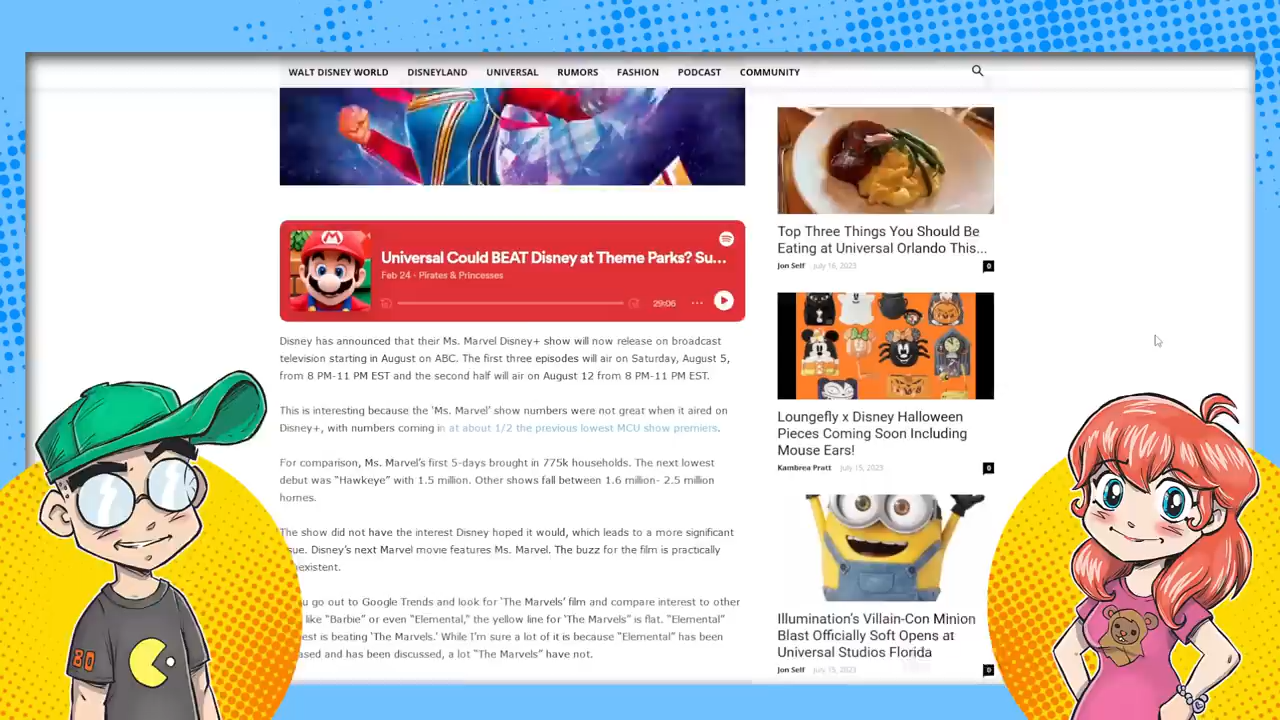 WALT DISNEY WORLD DISNEYLAND UNIVERSAL RUMORS FASHION PODCAST COMMUNITY
Universal Could BEAT Disney at Theme Parks? Su...
Feb 24 · Pirates & Princesses
29:06
Disney has announced that their Ms. Marvel Disney+ show will now release on broadcast
television starting in August on ABC. The first three episodes will air on Saturday, August 5,
from 8 PM-11 PM EST and the second half will air on August 12 from 8 PM-11 PM EST.
This is interesting because the 'Ms. Marvel' show numbers were not great when it aired on
Disney+, with numbers coming in at about 1/2 the previous lowest MCU show premiers.
For comparison, Ms. Marvel's first 5-days brought in 775k households. The next lowest
debut was "Hawkeye" with 1.5 million. Other shows fall between 1.6 million- 2.5 million
homes.
The show did not have the interest Disney hoped it would, which leads to a more significant
sue. Disney's next Marvel movie features Ms. Marvel. The buzz for the film is practically
existent.
u go out to Google Trends and look for 'The Marvels' film and compare interest to other
like "Barbie" or even "Elemental," the yellow line for 'The Marvels" is flat. "Elemental"
est is beating 'The Marvels.' While I'm sure a lot of it is because "Elemental" has been
ased and has been discussed, a lot "The Marvels" have not.
Top Three Things You Should Be
Eating at Universal Orlando This...
Jon Self - July 16, 2023
0
Loungefly x Disney Halloween
Pieces Coming Soon Including
Mouse Ears!
Kambrea Pratt - July 15, 2023
0
Illumination's Villain-Con Minion
Blast Officially Soft Opens at
Universal Studios Florida
Jon Self - July 15, 2023
0
80